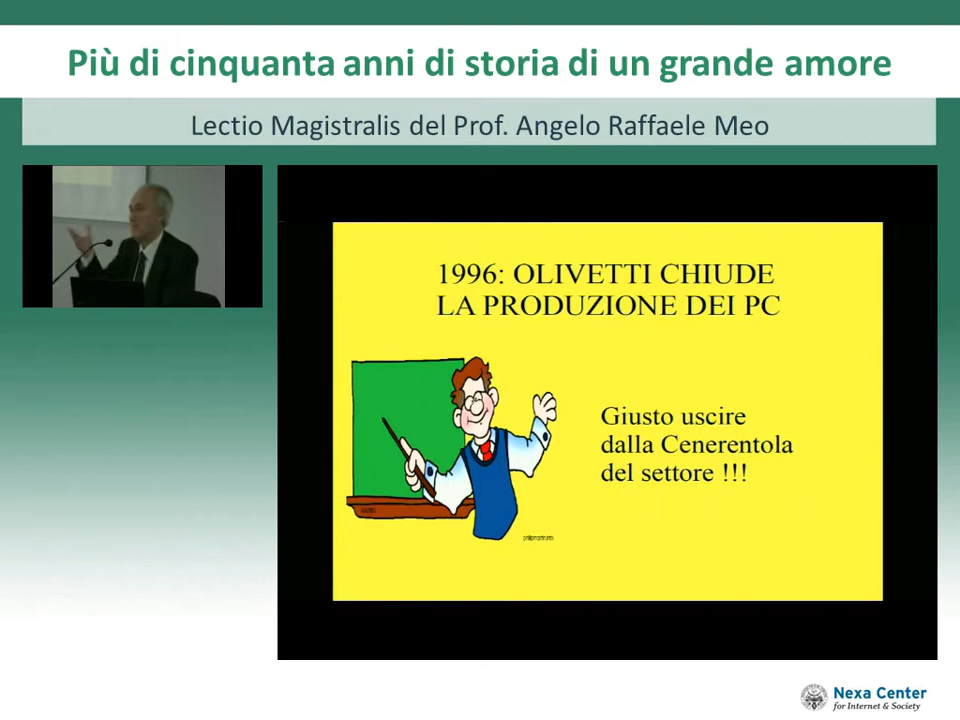 Più di cinquanta anni di storia di un grande amore
Lectio Magistralis del Prof. Angelo Raffaele Meo
1996: OLIVETTI CHIUDE
LA PRODUZIONE DEI PC
Giusto uscire
dalla Cenerentola
del settore !!!
Nexa Center
for Internet & Society